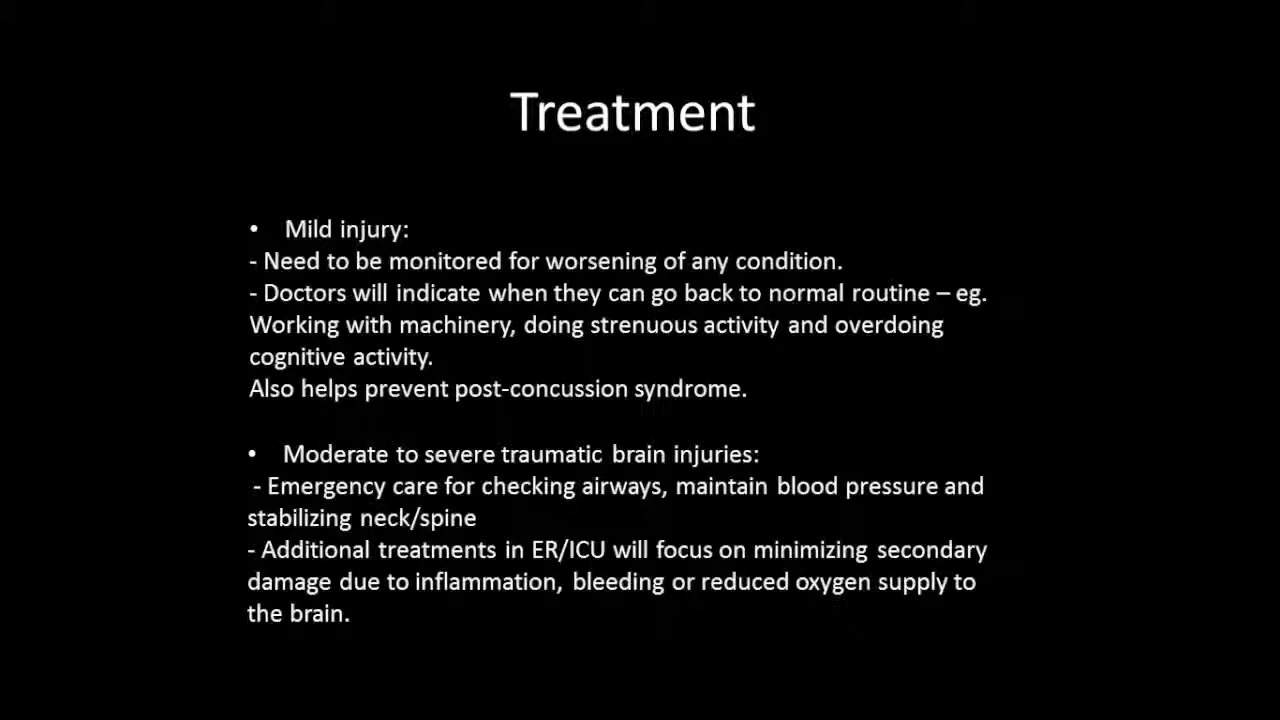 Treatment
• Mild injury:
- Need to be monitored for worsening of any condition.
- Doctors will indicate when they can go back to normal routine – eg.
Working with machinery, doing strenuous activity and overdoing
cognitive activity.
Also helps prevent post-concussion syndrome.
• Moderate to severe traumatic brain injuries:
- Emergency care for checking airways, maintain blood pressure and
stabilizing neck/spine
- Additional treatments in ER/ICU will focus on minimizing secondary
damage due to inflammation, bleeding or reduced oxygen supply to
the brain.